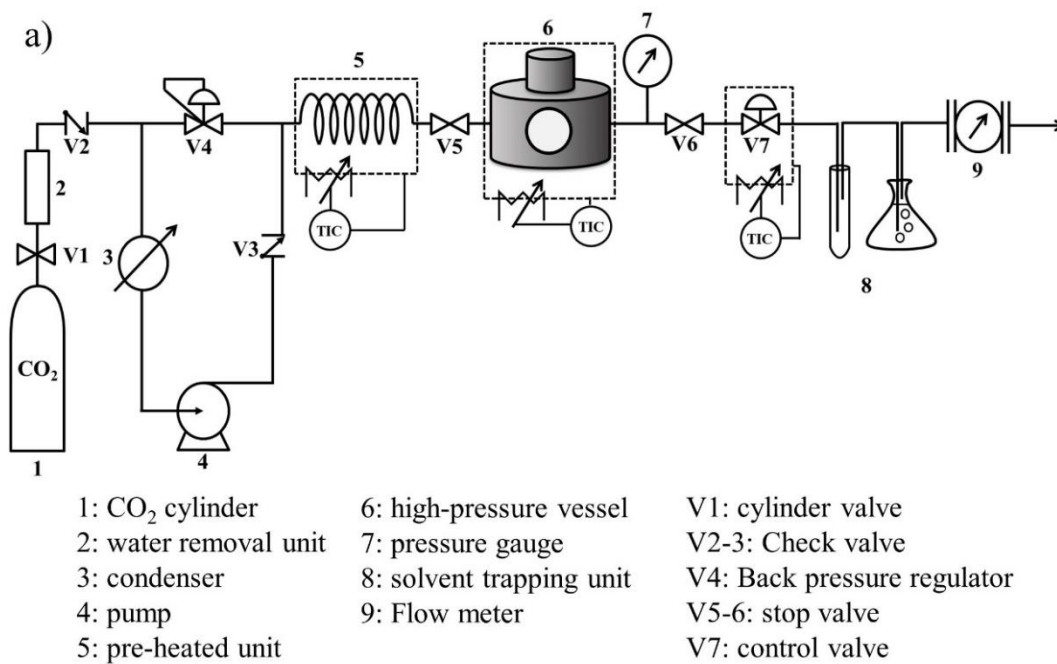 a)
7
6
5
V2
V4
V5
V6
V7
9
2
TIC
TIC
TIC
V1
3
V3
8
CO₂
1
4
1: CO₂ cylinder
2: water removal unit
3: condenser
4: pump
5: pre-heated unit
6: high-pressure vessel
7: pressure gauge
8: solvent trapping unit
9: Flow meter
V1: cylinder valve
V2-3: Check valve
V4: Back pressure regulator
V5-6: stop valve
V7: control valve